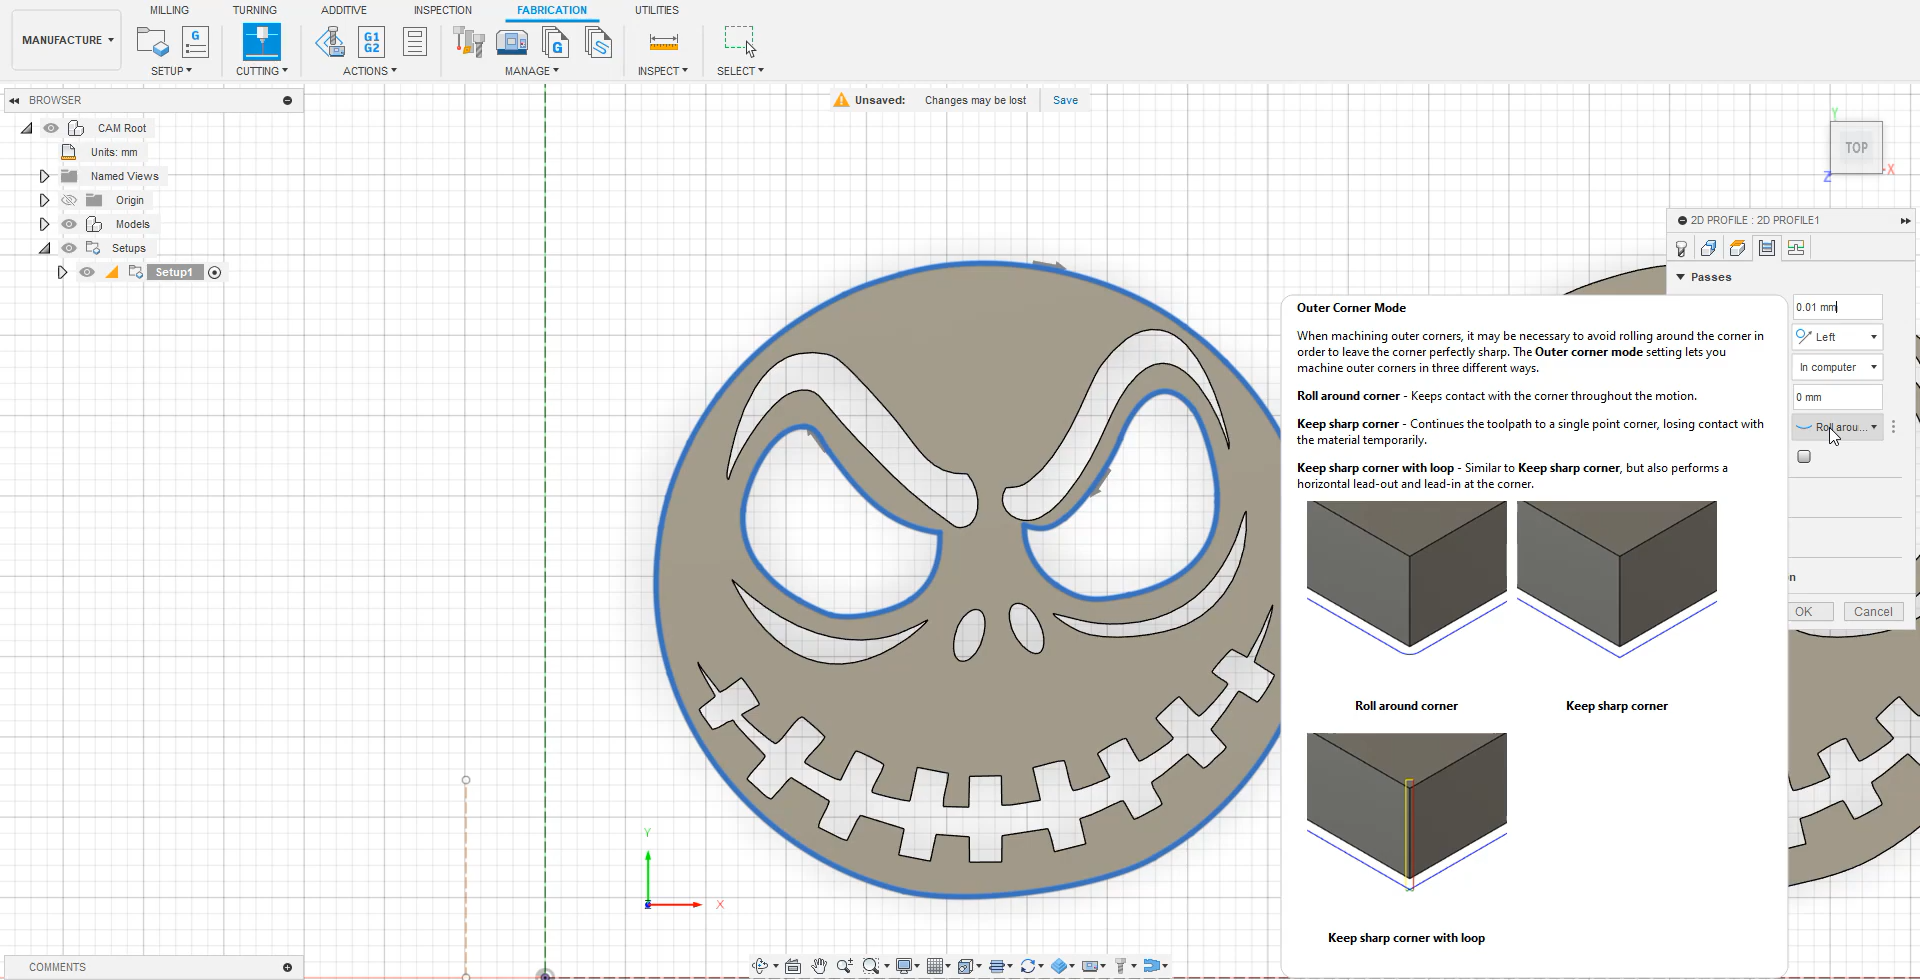 MILLING
TURNING
ADDITIVE
INSPECTION
FABRICATION
UTILITIES
MANUFACTURE
G
G1
G2
G
SETUP
CUTTING
ACTIONS
MANAGE
INSPECT
SELECT
BROWSER
Unsaved: Changes may be lost Save
CAM Root
Units: mm
Named Views
Origin
Models
Setups
Setup1
Y
TOP
X
Z
2D PROFILE : 2D PROFILE1
Passes
0.01 mm
Left
In computer
0 mm
Roll arou...
n
OK
Cancel
Outer Corner Mode
When machining outer corners, it may be necessary to avoid rolling around the corner in
order to leave the corner perfectly sharp. The Outer corner mode setting lets you
machine outer corners in three different ways.
Roll around corner - Keeps contact with the corner throughout the motion.
Keep sharp corner - Continues the toolpath to a single point corner, losing contact with
the material temporarily.
Keep sharp corner with loop - Similar to Keep sharp corner, but also performs a
horizontal lead-out and lead-in at the corner.
Roll around corner
Keep sharp corner
Keep sharp corner with loop
Y
X
COMMENTS